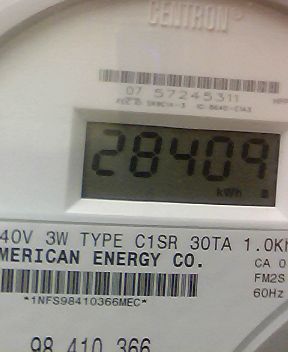 CENTRON
07 57245311
28409
kWh
40V 3W TYPE C1SR 30TA 1.0K
MERICAN ENERGY CO.
CA 0
FM2S
60Hz
*1NFS98410366MEC*
98 410 366